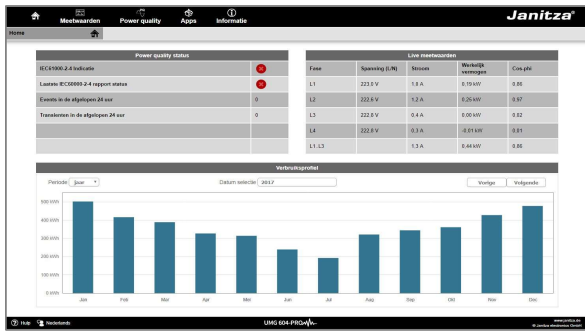 Meetwaarden Power quality Apps Informatie
Janitza®
Home
Power quality status
IEC61000-2-4 Indicatie
Laatste IEC60000-2-4 rapport status
Events in de afgelopen 24 uur 0
Transienten in de afgelopen 24 uur 0
Live meetwaarden
Fase Spanning (L/N) Stroom Werkelijk vermogen Cos.phi
L1 223,0 V 1,0 A 0,19 kW 0,86
L2 222,6 V 1,2 A 0,25 kW 0,97
L3 222,8 V 0,4 A 0,00 kW 0,02
L4 222,8 V 0,3 A -0,01 kW 0,01
L1..L3 1,3 A 0,44 kW 0,86
Verbruiksprofiel
Periode jaar Datum selectie 2017 Vorige Volgende
500 kWh
400 kWh
300 kWh
200 kWh
100 kWh
0 kWh
Jan Feb Mar Apr Mei Jun Jul Aug Sep Okt Nov Dec
Hulp Nederlands UMG 604-PRO www.janitza.de
© Janitza electronics GmbH